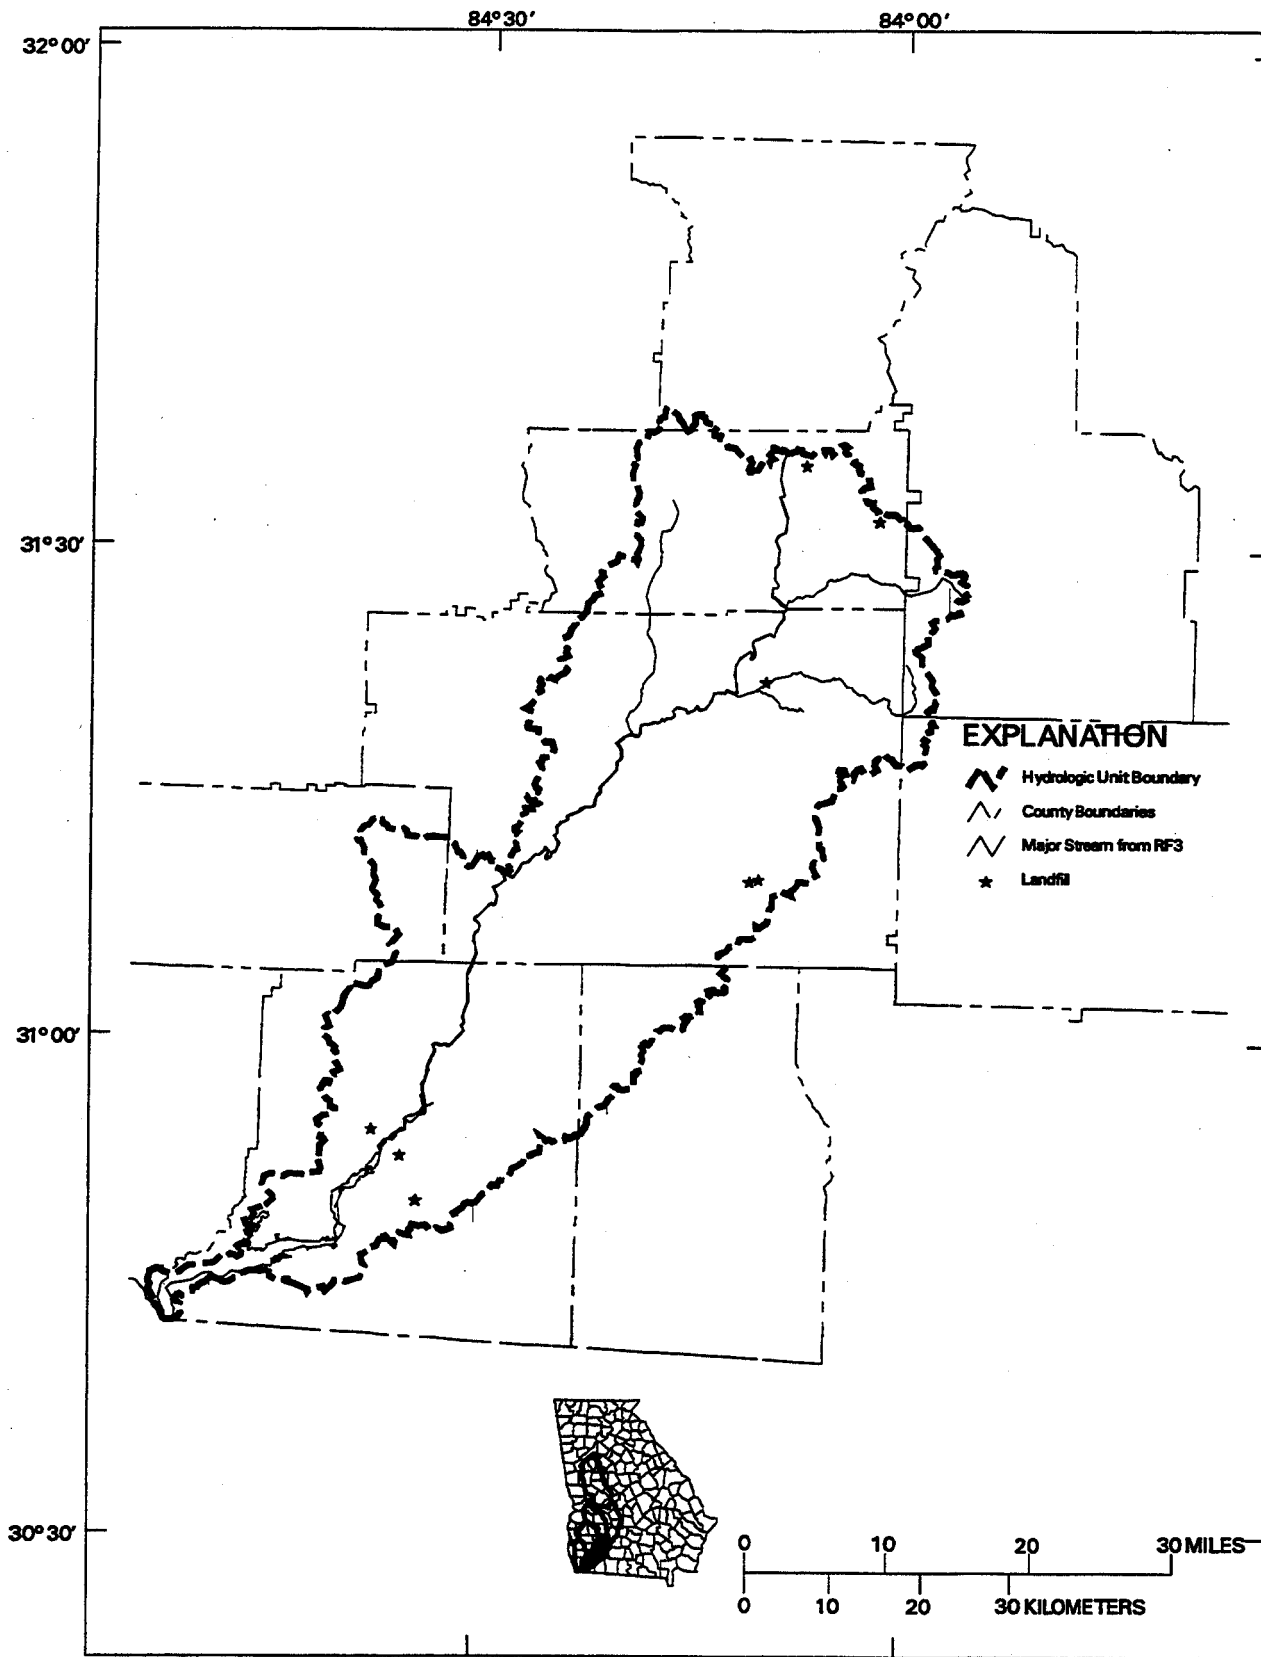 84°30′ 84°00′
32°00′
31°30′
EXPLANATION
Hydrologic Unit Boundary
County Boundaries
Major Stream from RF3
Landfill
31°00′
30°30′
0 10 20 30 MILES
0 10 20 30 KILOMETERS